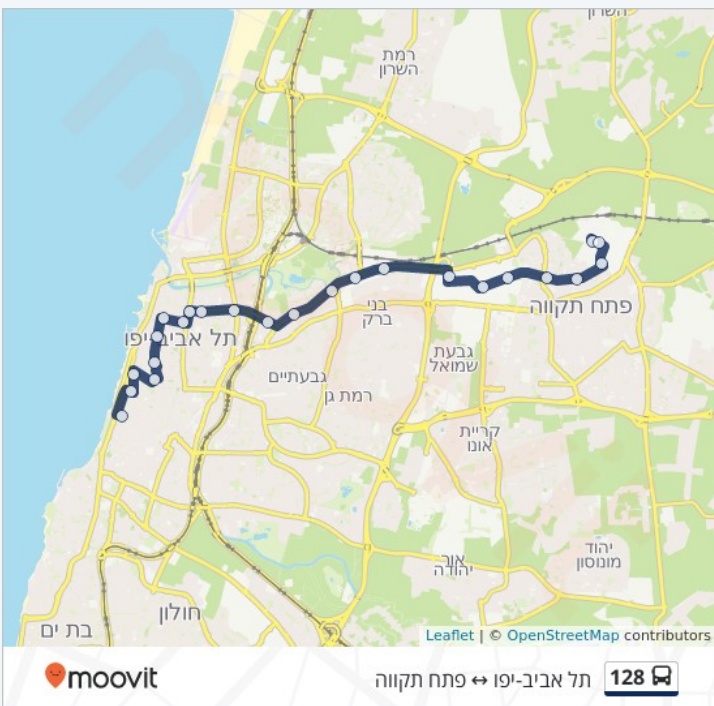 השרון
רמת
השרון
פתח תקווה
בני
ברק
תל אביב-יפו
גבעת
שמואל
גבעתיים
רמת גן
קריית
אונו
יהוד
מונוסון
אור
יהודה
חולון
בת ים
Leaflet | © OpenStreetMap contributors
moovit
תל אביב-יפו ↔ פתח תקווה
128